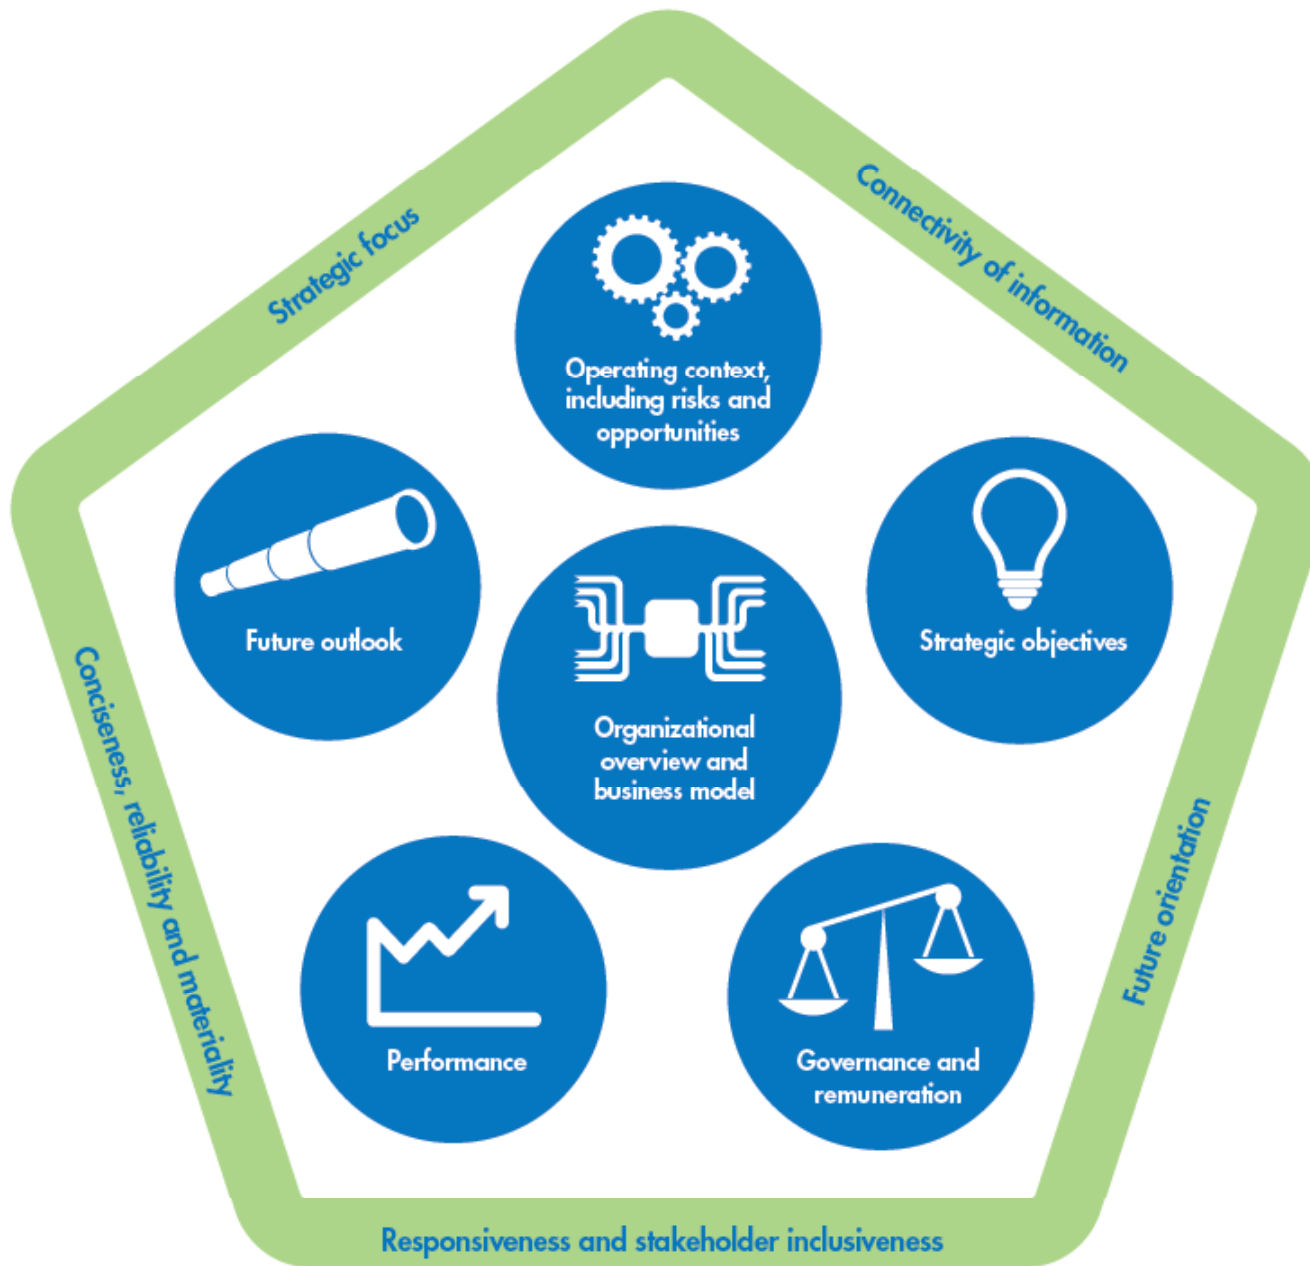 Strategic focus
Connectivity of information
Operating context,
including risks and
opportunities
Future outlook
Strategic objectives
Organizational
overview and
business model
Conciseness, reliability and materiality
Future orientation
Performance
Governance and
remuneration
Responsiveness and stakeholder inclusiveness